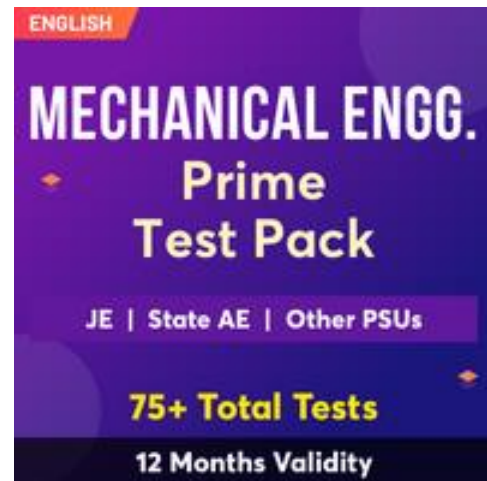 ENGLISH
MECHANICAL ENGG.
Prime
Test Pack
JE | State AE | Other PSUs
75+ Total Tests
12 Months Validity